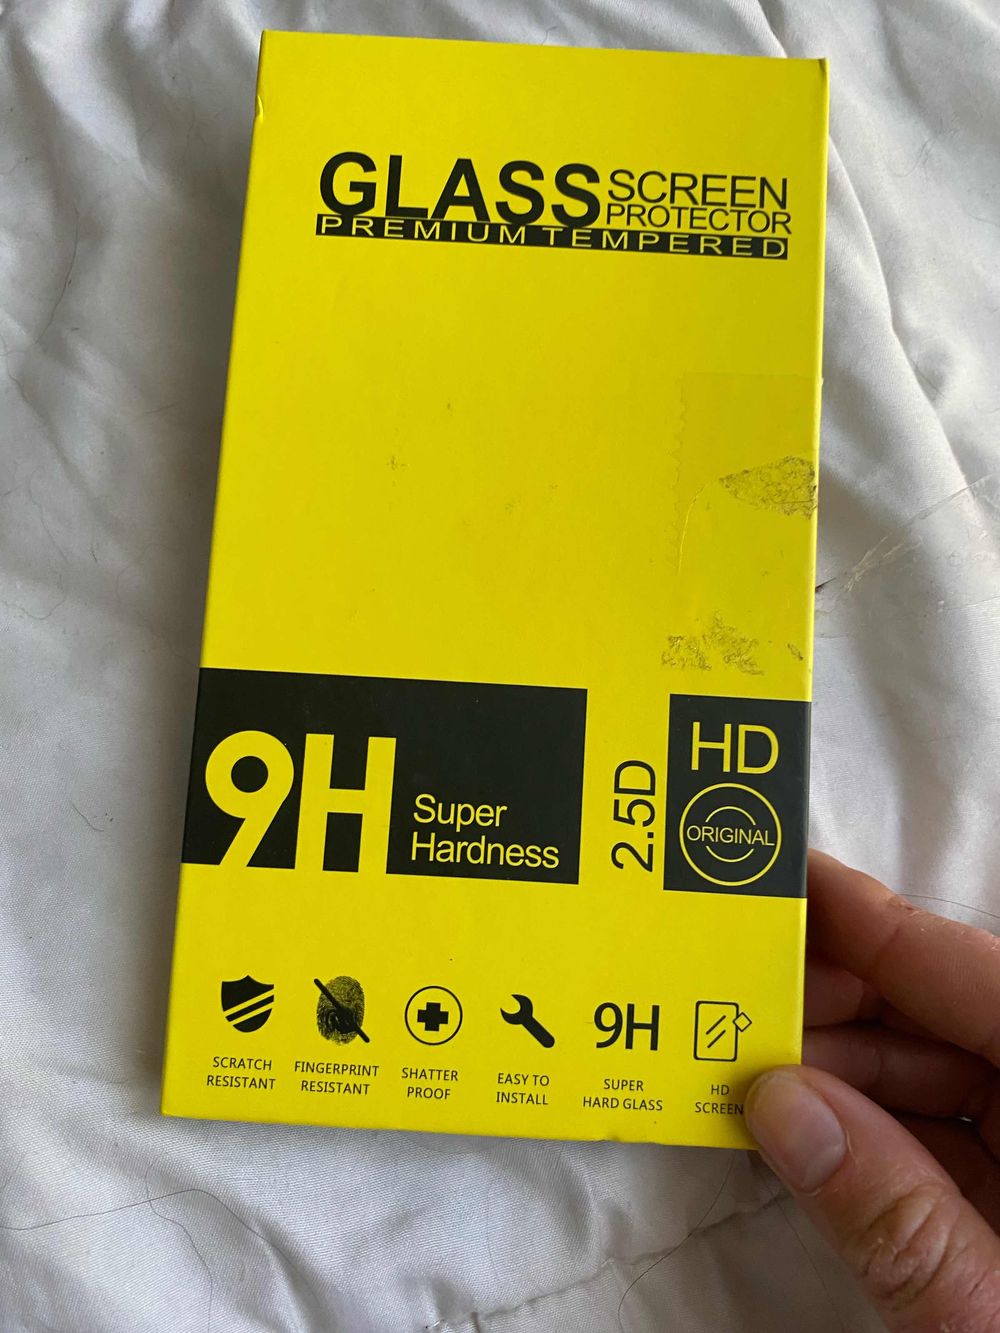 GLASS SCREEN
PROTECTOR
PREMIUM TEMPERED
9H
Super
Hardness
2.5D
HD
ORIGINAL
SCRATCH
RESISTANT
FINGERPRINT
RESISTANT
SHATTER
PROOF
EASY TO
INSTALL
9H
SUPER
HARD GLASS
HD
SCREEN